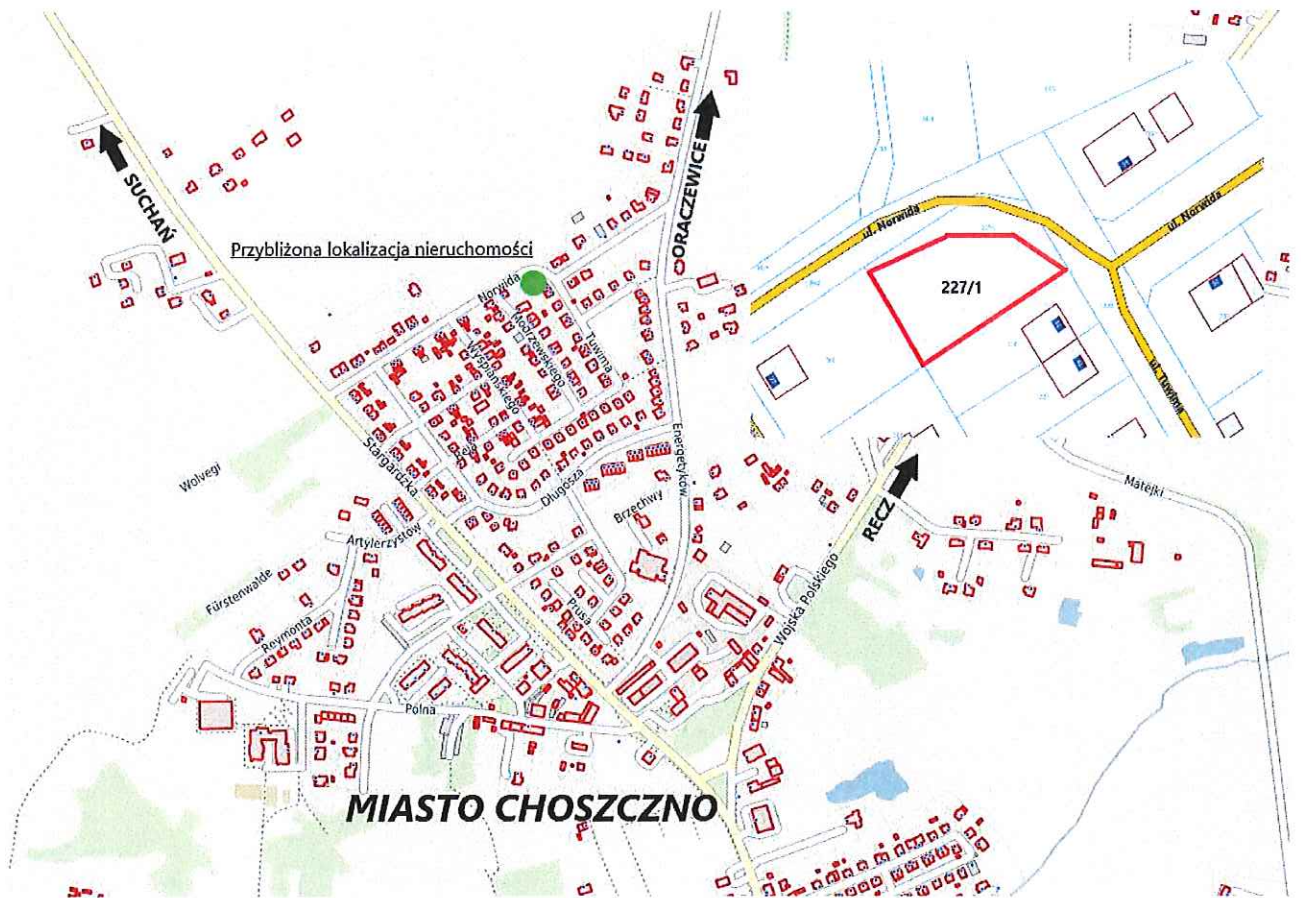 SUCHAŃ
ORACZEWICE
Przybliżona lokalizacja nieruchomości
Norwida
Modrzewskiego
Wyspiańskiego
Tuwima
ul. Norwida
ul. Norwida
227/1
ul. Tuwima
Stargardzka
Reja
Długosza
Energetyków
Brzechwy
Wolvegi
Artylerzystów
Fürstenwalde
Reymonta
Prusa
Polna
Wojska Polskiego
RECZ
Matejki
MIASTO CHOSZCZNO